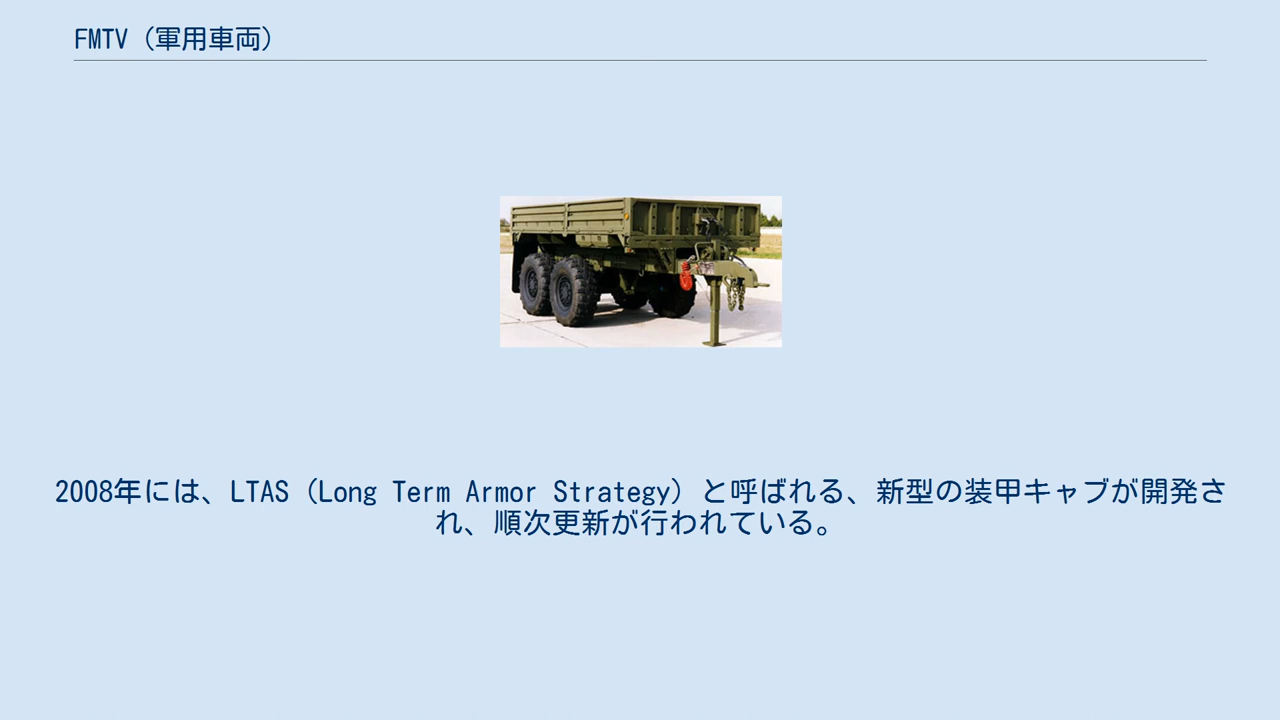 FMTV（軍用車両）
2008年には、LTAS（Long Term Armor Strategy）と呼ばれる、新型の装甲キャブが開発さ
れ、順次更新が行われている。